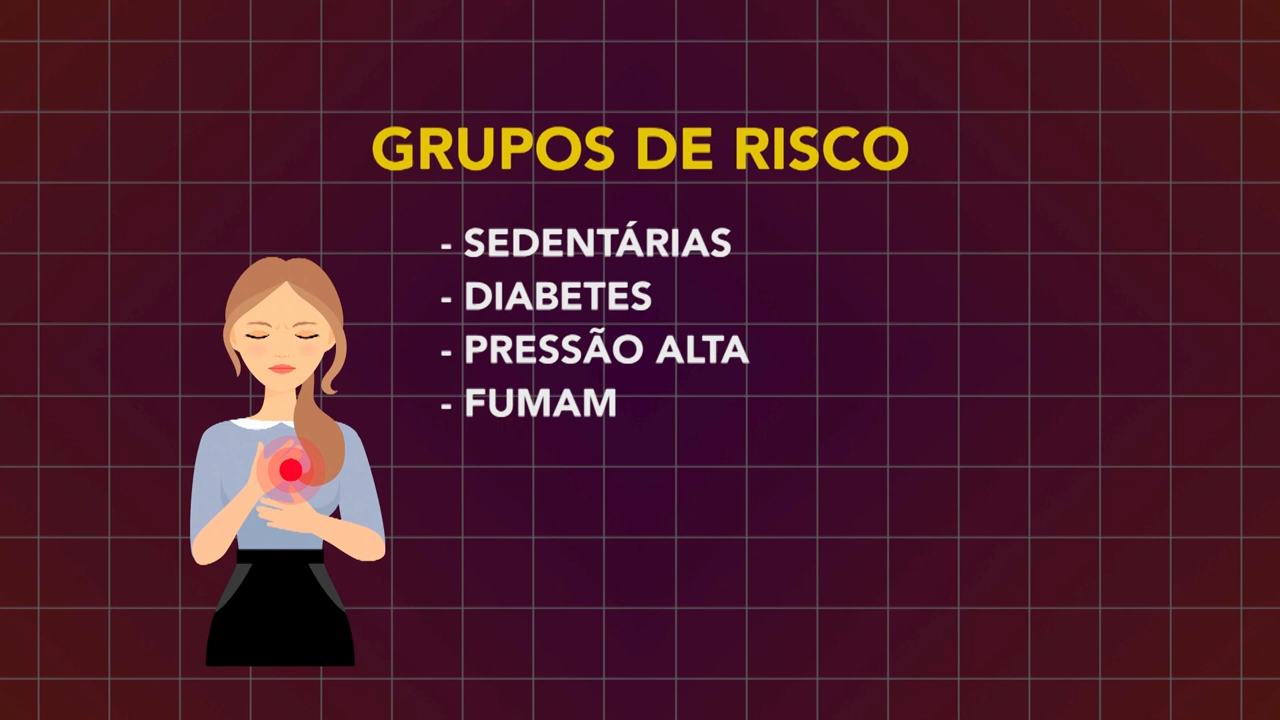 GRUPOS DE RISCO
- SEDENTÁRIAS
- DIABETES
- PRESSÃO ALTA
- FUMAM